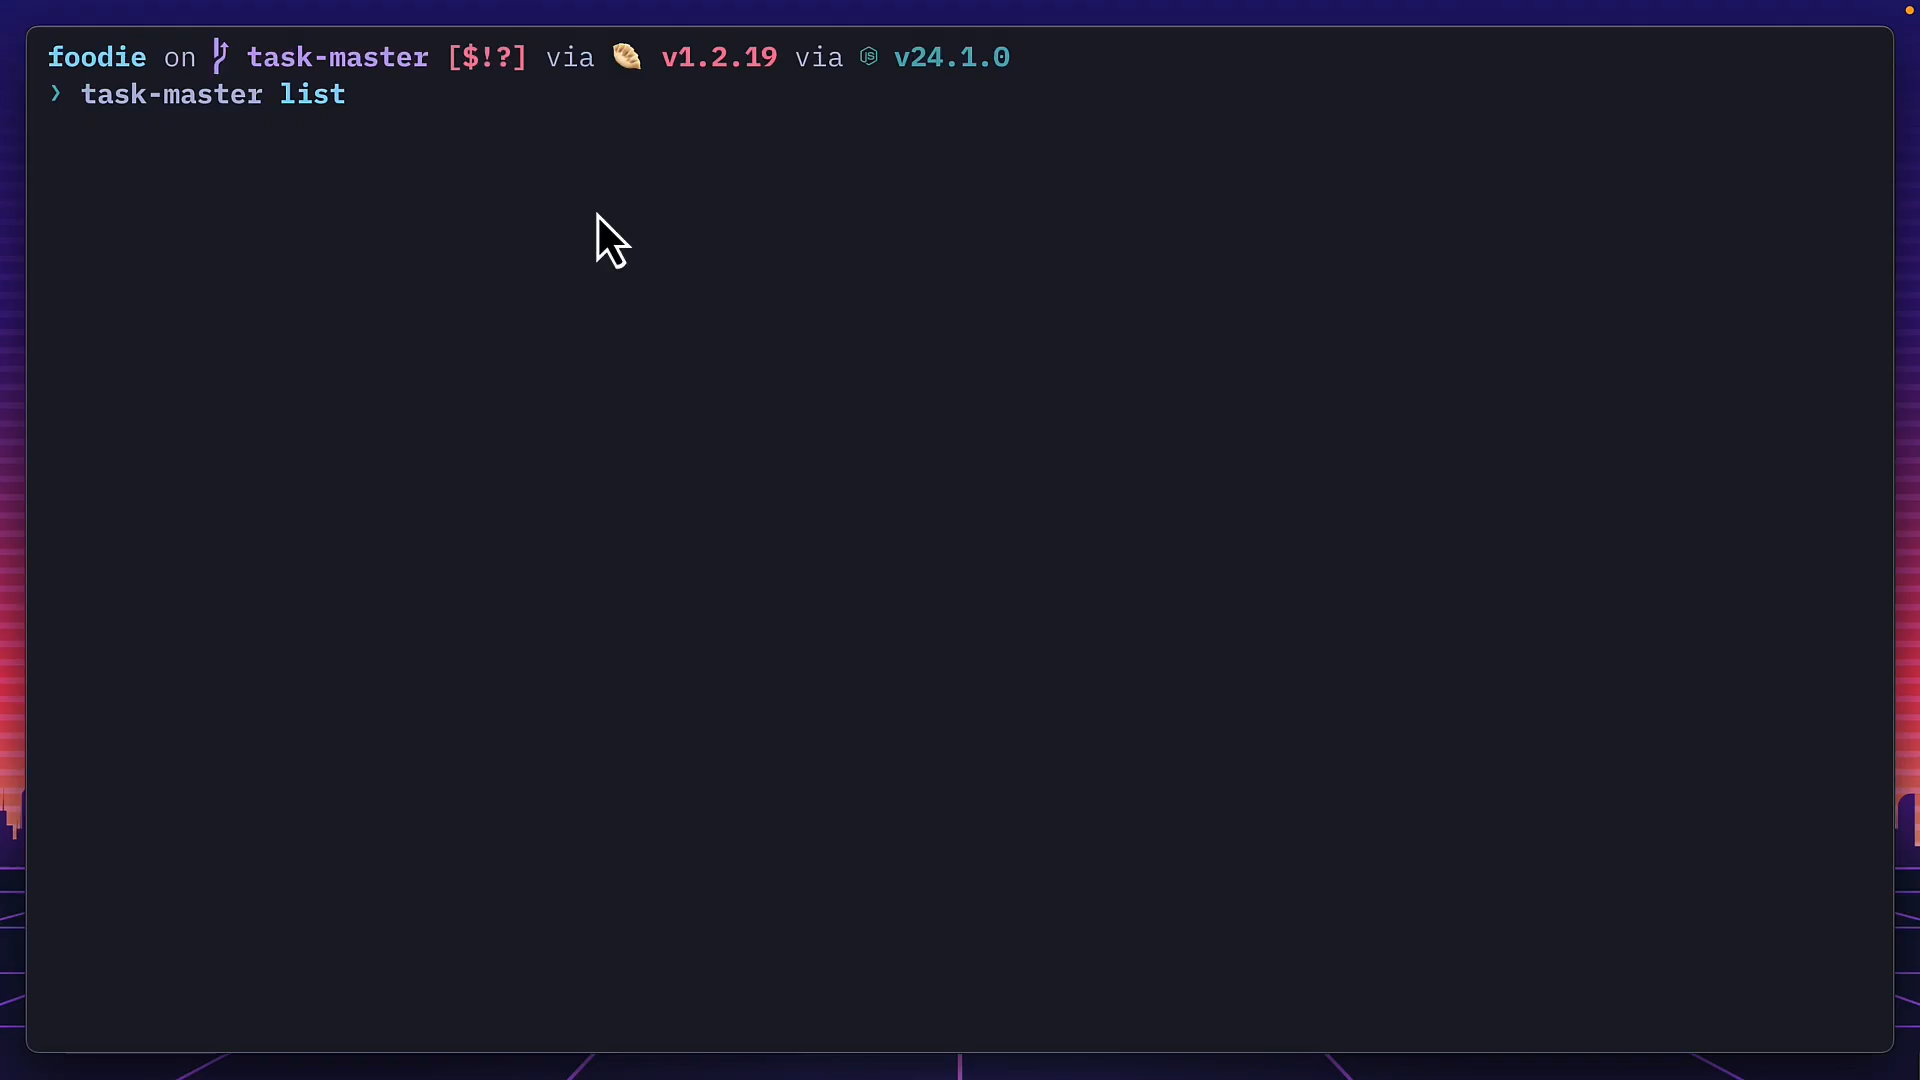 foodie on task-master [$!?] via 🥟 v1.2.19 via v24.1.0
❯ task-master list